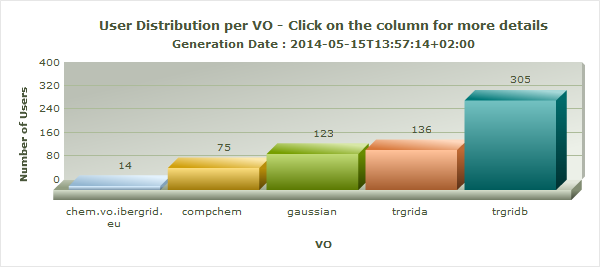 User Distribution per VO - Click on the column for more details
Generation Date : 2014-05-15T13:57:14+02:00
Number of Users
400
320
240
160
80
0
14
75
123
136
305
chem.vo.ibergrid.
eu
compchem
gaussian
trgrida
trgridb
VO